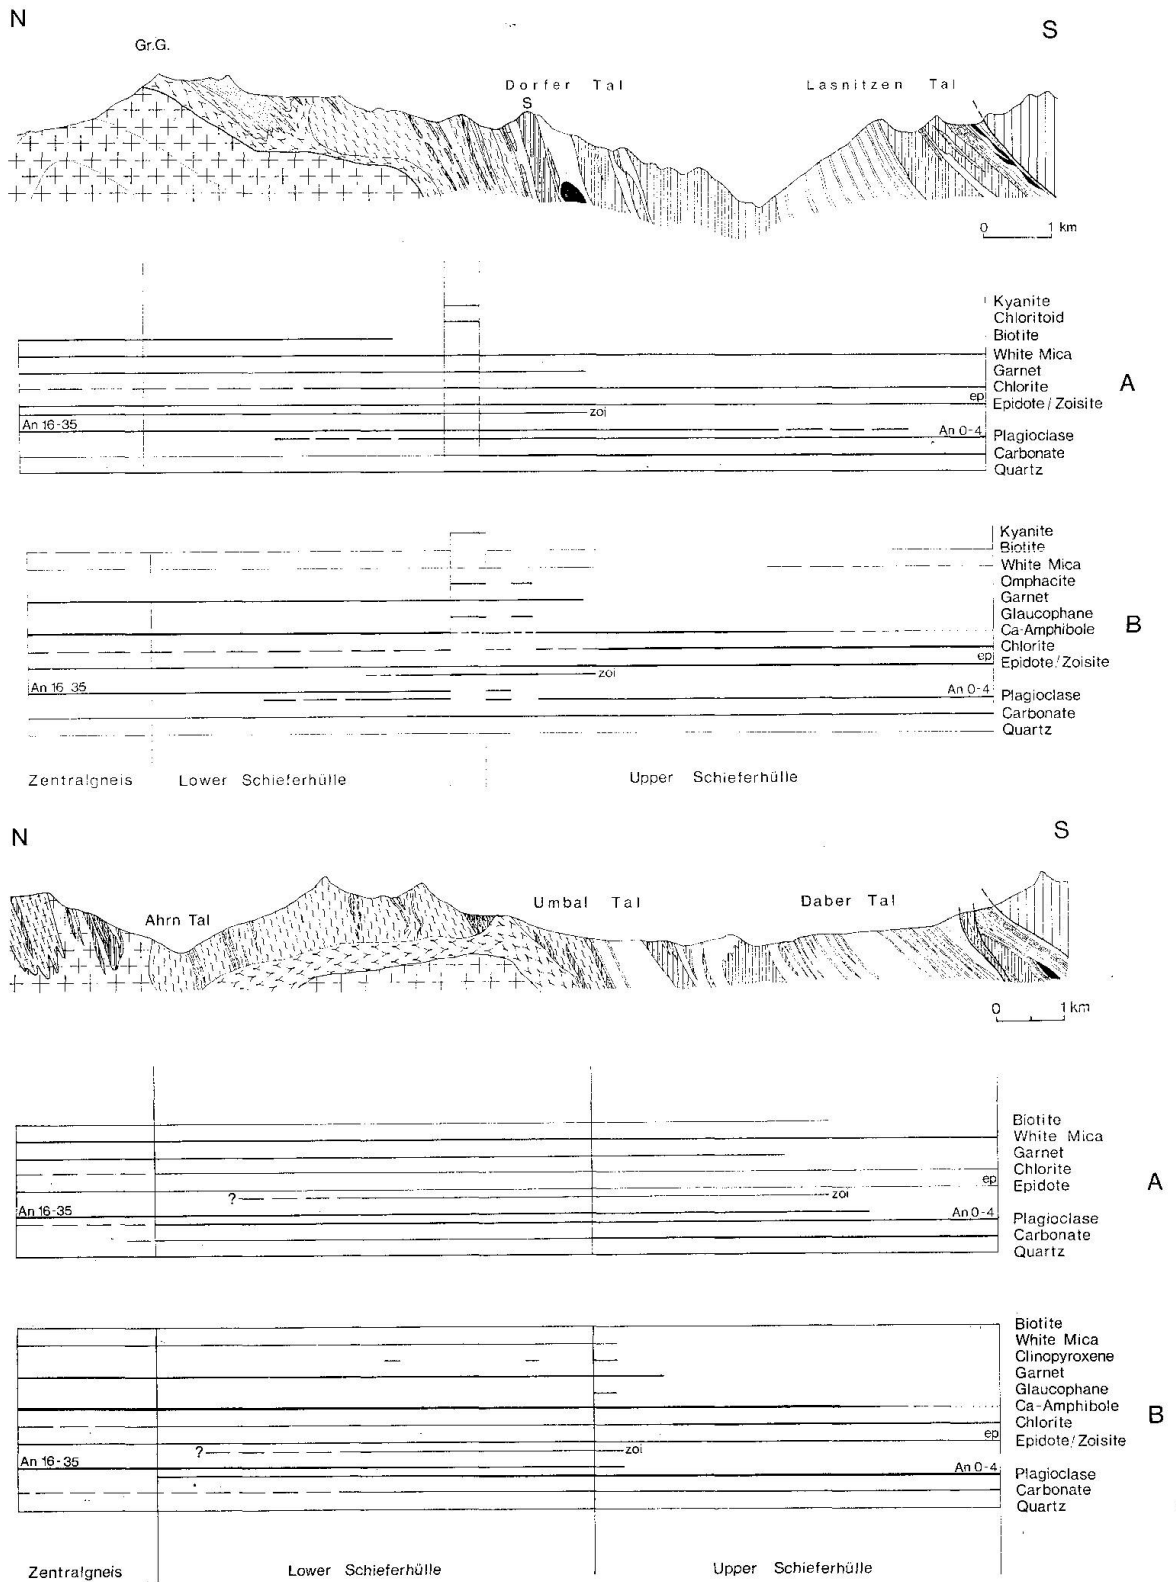 N
S
Gr.G.
Dorfer Tal
Lasnitzen Tal
S
0 1 km
Kyanite
Chloritoid
Biotite
White Mica
Garnet
Chlorite
A
ep
Epidote / Zoisite
zoi
An 16-35
An 0-4
Plagioclase
Carbonate
Quartz
Kyanite
Biotite
White Mica
Omphacite
Garnet
Glaucophane
Ca-Amphibole
B
Chlorite
ep
Epidote/Zoisite
zoi
An 16-35
An 0-4
Plagioclase
Carbonate
Quartz
Zentralgneis Lower Schieferhülle Upper Schieferhülle
N
S
Ahrn Tal
Umbal Tal
Daber Tal
0 1 km
Biotite
White Mica
Garnet
Chlorite
ep
Epidote
A
? zoi
An 16-35
An 0-4
Plagioclase
Carbonate
Quartz
Biotite
White Mica
Clinopyroxene
Garnet
Glaucophane
Ca-Amphibole
Chlorite
B
ep
Epidote/Zoisite
? zoi
An 16-35
An 0-4
Plagioclase
Carbonate
Quartz
Zentralgneis Lower Schieferhülle Upper Schieferhülle